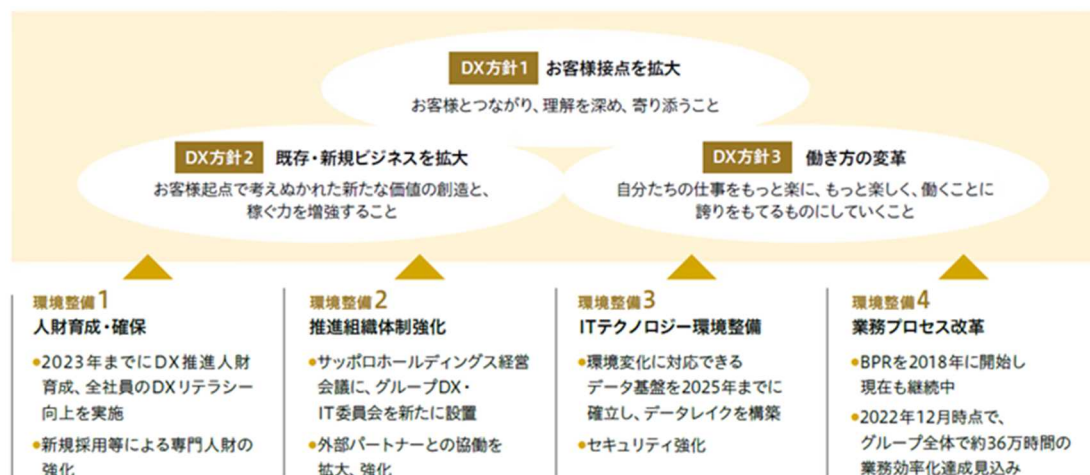 DX方針1 お客様接点を拡大
お客様とつながり、理解を深め、寄り添うこと
DX方針2 既存・新規ビジネスを拡大
お客様起点で考えぬかれた新たな価値の創造と、
稼ぐ力を増強すること
DX方針3 働き方の変革
自分たちの仕事をもっと楽に、もっと楽しく、働くことに
誇りをもてるものにしていくこと
環境整備1
人財育成・確保
●2023年までにDX推進人財
育成、全社員のDXリテラシー
向上を実施
●新規採用等による専門人財の
強化
環境整備2
推進組織体制強化
●サッポロホールディングス経営
会議に、グループDX・
IT委員会を新たに設置
●外部パートナーとの協働を
拡大、強化
環境整備3
ITテクノロジー環境整備
●環境変化に対応できる
データ基盤を2025年までに
確立し、データレイクを構築
●セキュリティ強化
環境整備4
業務プロセス改革
●BPRを2018年に開始し
現在も継続中
●2022年12月時点で、
グループ全体で約36万時間の
業務効率化達成見込み